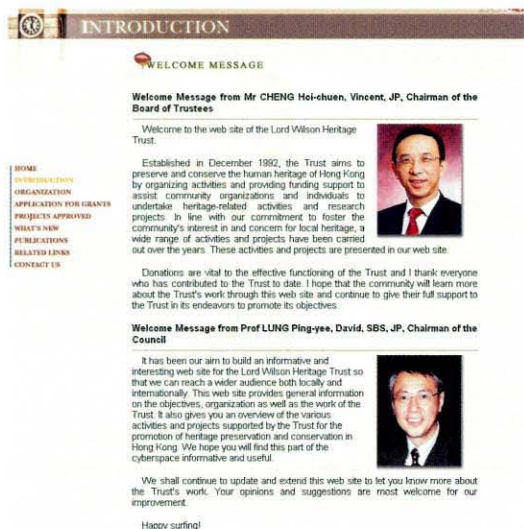 INTRODUCTION
WELCOME MESSAGE
Welcome Message from Mr CHENG Hoi-chuen, Vincent, JP, Chairman of the
Board of Trustees
Welcome to the web site of the Lord Wilson Heritage
Trust.
Established in December 1992, the Trust aims to
preserve and conserve the human heritage of Hong Kong
by organizing activities and providing funding support to
assist community organizations and individuals to
undertake heritage-related activities and research
projects. In line with our commitment to foster the
community's interest in and concern for local heritage, a
wide range of activities and projects have been carried
out over the years. These activities and projects are presented in our web site.
Donations are vital to the effective functioning of the Trust and I thank everyone
who has contributed to the Trust to date. I hope that the community will learn more
about the Trust's work through this web site and continue to give their full support to
the Trust in its endeavors to promote its objectives.
HOME
INTRODUCTION
ORGANIZATION
APPLICATION FOR GRANTS
PROJECTS APPROVED
WHAT'S NEW
PUBLICATIONS
RELATED LINKS
CONTACT US
Welcome Message from Prof LUNG Ping-yee, David, SBS, JP, Chairman of the
Council
It has been our aim to build an informative and
interesting web site for the Lord Wilson Heritage Trust so
that we can reach a wider audience both locally and
internationally. This web site provides general information
on the objectives, organization as well as the work of the
Trust. It also gives you an overview of the various
activities and projects supported by the Trust for the
promotion of heritage preservation and conservation in
Hong Kong. We hope you will find this part of the
cyberspace informative and useful.
We shall continue to update and extend this web site to let you know more about
the Trust's work. Your opinions and suggestions are most welcome for our
improvement.
Happy surfing!